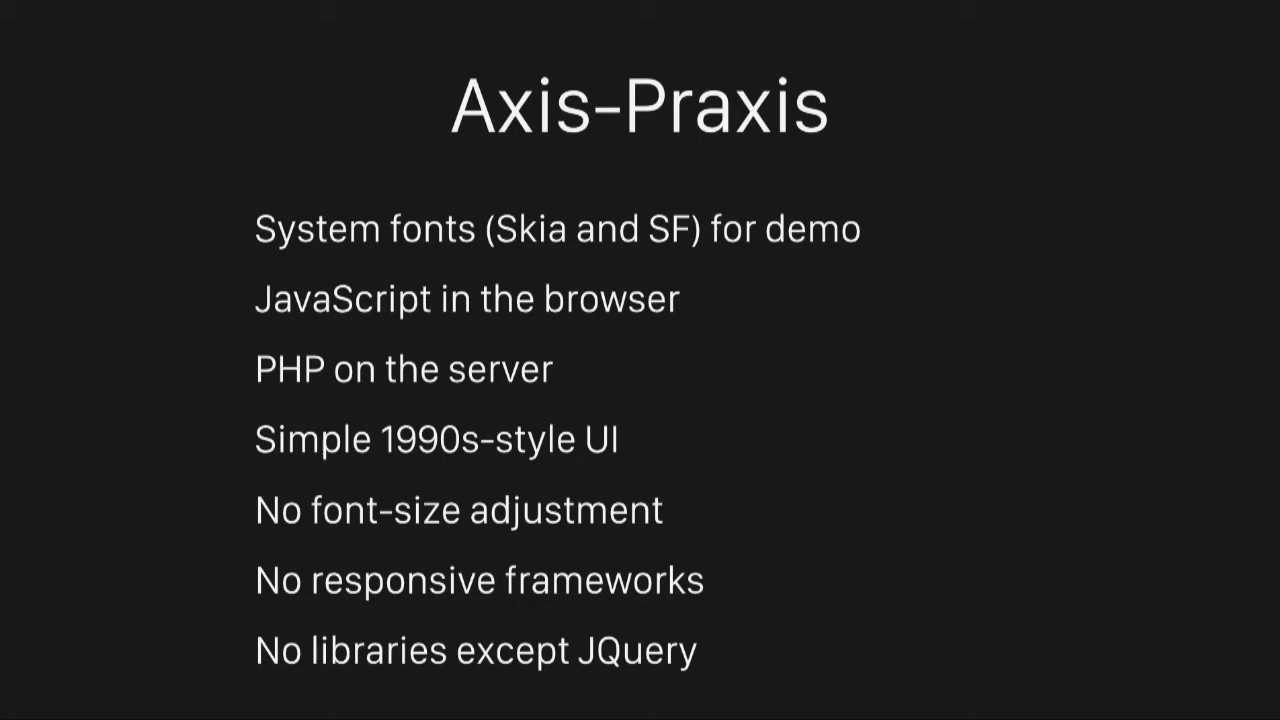 Axis-Praxis
System fonts (Skia and SF) for demo
JavaScript in the browser
PHP on the server
Simple 1990s-style UI
No font-size adjustment
No responsive frameworks
No libraries except JQuery